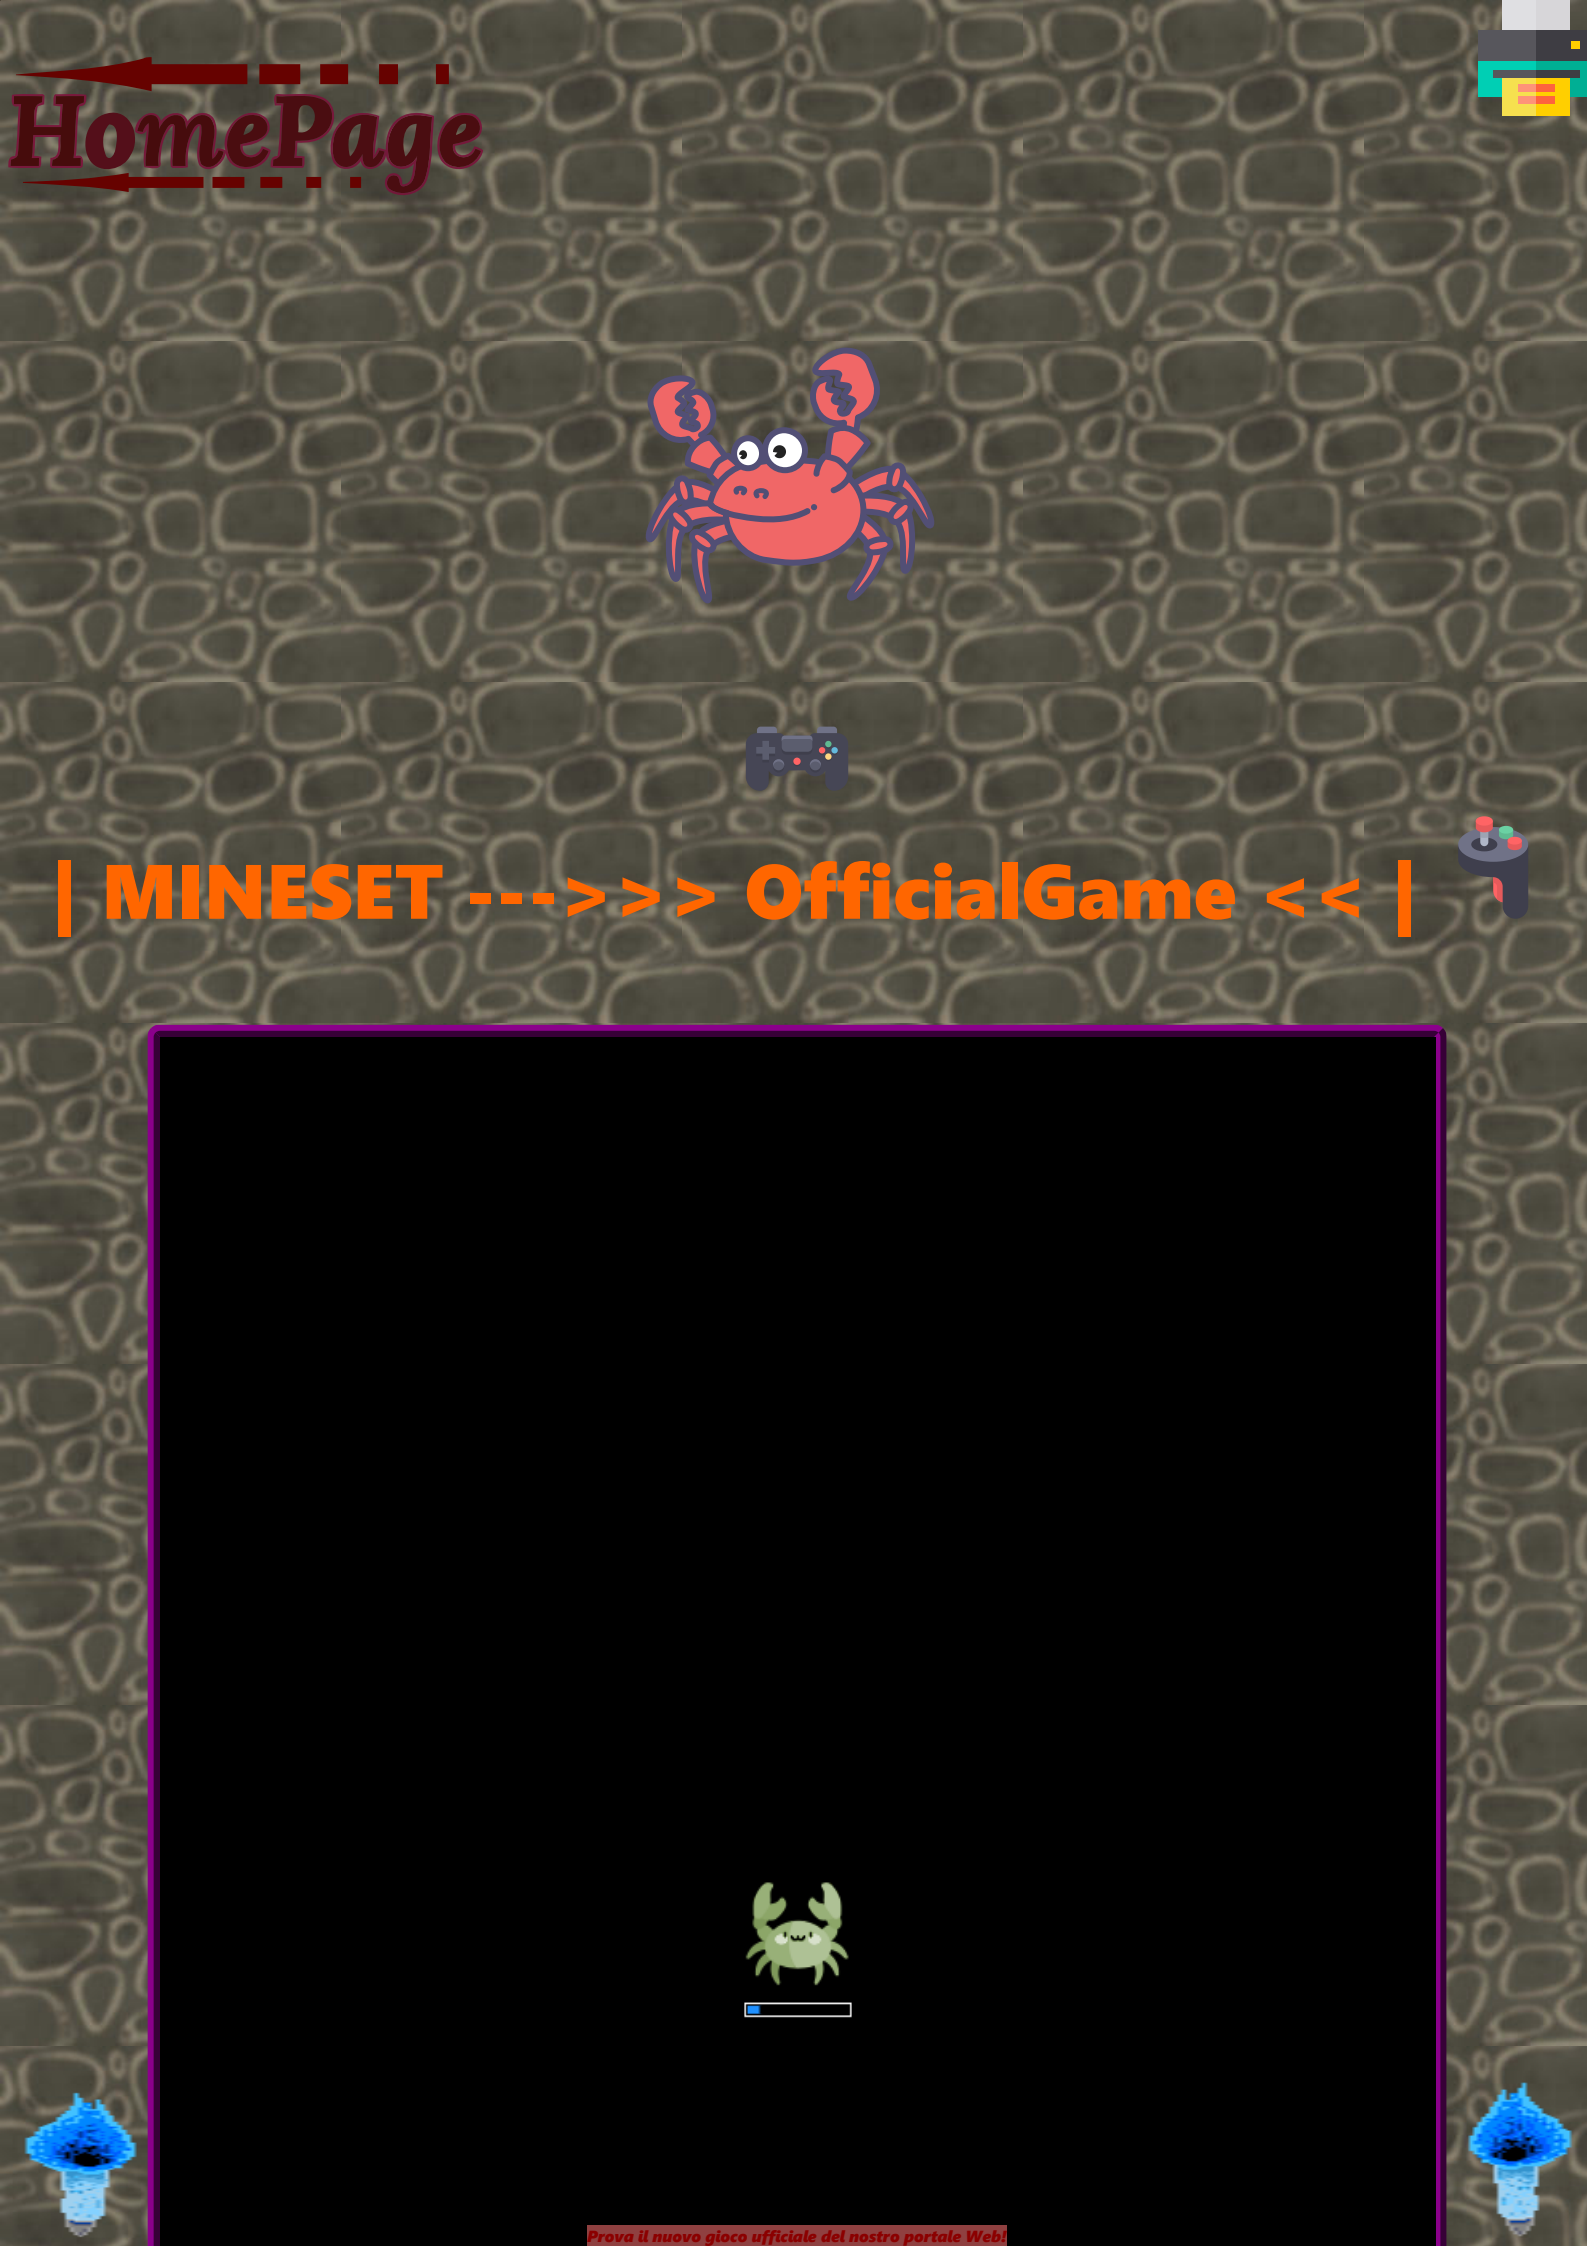 HomePage
| MINESET --->>> OfficialGame << |
Prova il nuovo gioco ufficiale del nostro portale Web!